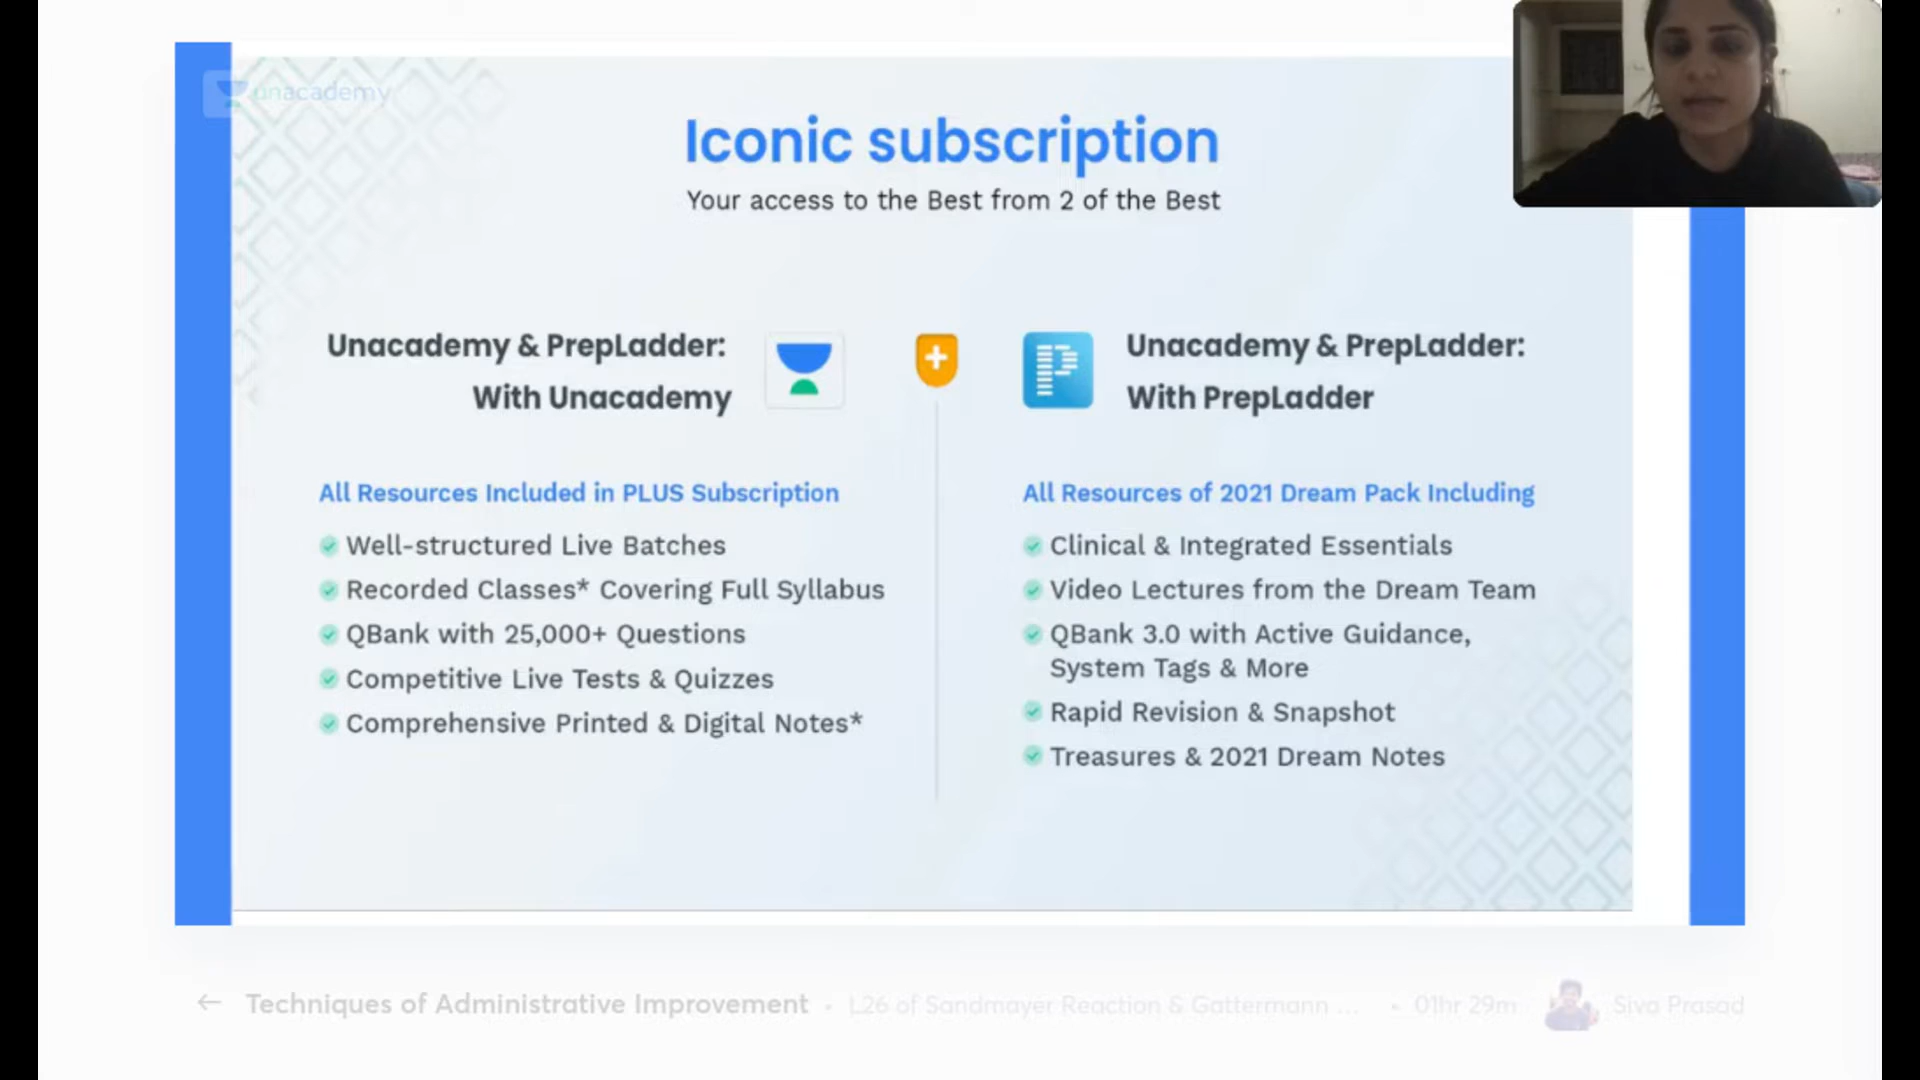 unacademy
Iconic subscription
Your access to the Best from 2 of the Best
Unacademy & PrepLadder:
With Unacademy
Unacademy & PrepLadder:
With PrepLadder
All Resources Included in PLUS Subscription
Well-structured Live Batches
Recorded Classes* Covering Full Syllabus
QBank with 25,000+ Questions
Competitive Live Tests & Quizzes
Comprehensive Printed & Digital Notes*
All Resources of 2021 Dream Pack Including
Clinical & Integrated Essentials
Video Lectures from the Dream Team
QBank 3.0 with Active Guidance,
System Tags & More
Rapid Revision & Snapshot
Treasures & 2021 Dream Notes
Techniques of Administrative Improvement • L26 of Sandmayer Reaction & Gattermann ... • 01hr 29m Siva Prasad